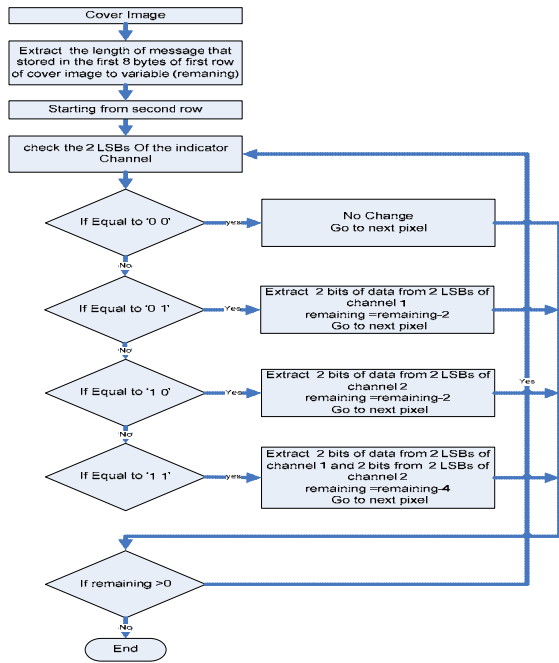 Cover Image
Extract the length of message that
stored in the first 8 bytes of first row
of cover image to variable (remaning)
Starting from second row
check the 2 LSBs Of the indicator
Channel
If Equal to '0 0'
yes
No Change
Go to next pixel
No
If Equal to '0 1'
Yes
Extract 2 bits of data from 2 LSBs of
channel 1
remaining =remaining-2
Go to next pixel
No
If Equal to '1 0'
Yes
Extract 2 bits of data from 2 LSBs of
channel 2
remaining =remaining-2
Go to next pixel
Yes
No
If Equal to '1 1'
yes
Extract 2 bits of data from 2 LSBs of
channel 1 and 2 bits from 2 LSBs of
channel 2
remaining =remaining-4
Go to next pixel
If remaining >0
No
End